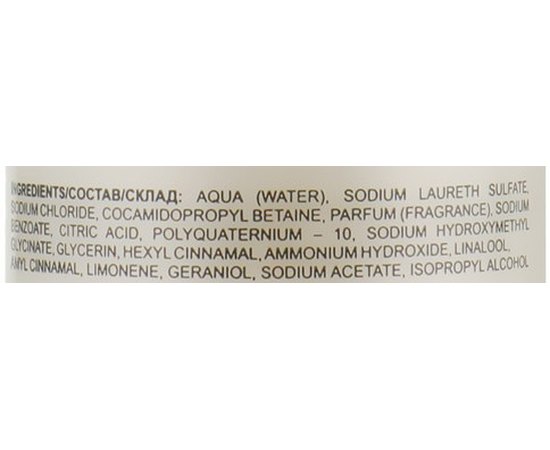 INGREDIENTS/СОСТАВ/СКЛАД: AQUA (WATER), SODIUM LAURETH SULFATE,
SODIUM CHLORIDE, COCAMIDOPROPYL BETAINE, PARFUM (FRAGRANCE), SODIUM
BENZOATE, CITRIC ACID, POLYQUATERNIUM – 10, SODIUM HYDROXYMETHYL
GLYCINATE, GLYCERIN, HEXYL CINNAMAL, AMMONIUM HYDROXIDE, LINALOOL,
AMYL CINNAMAL, LIMONENE, GERANIOL, SODIUM ACETATE, ISOPROPYL ALCOHOL